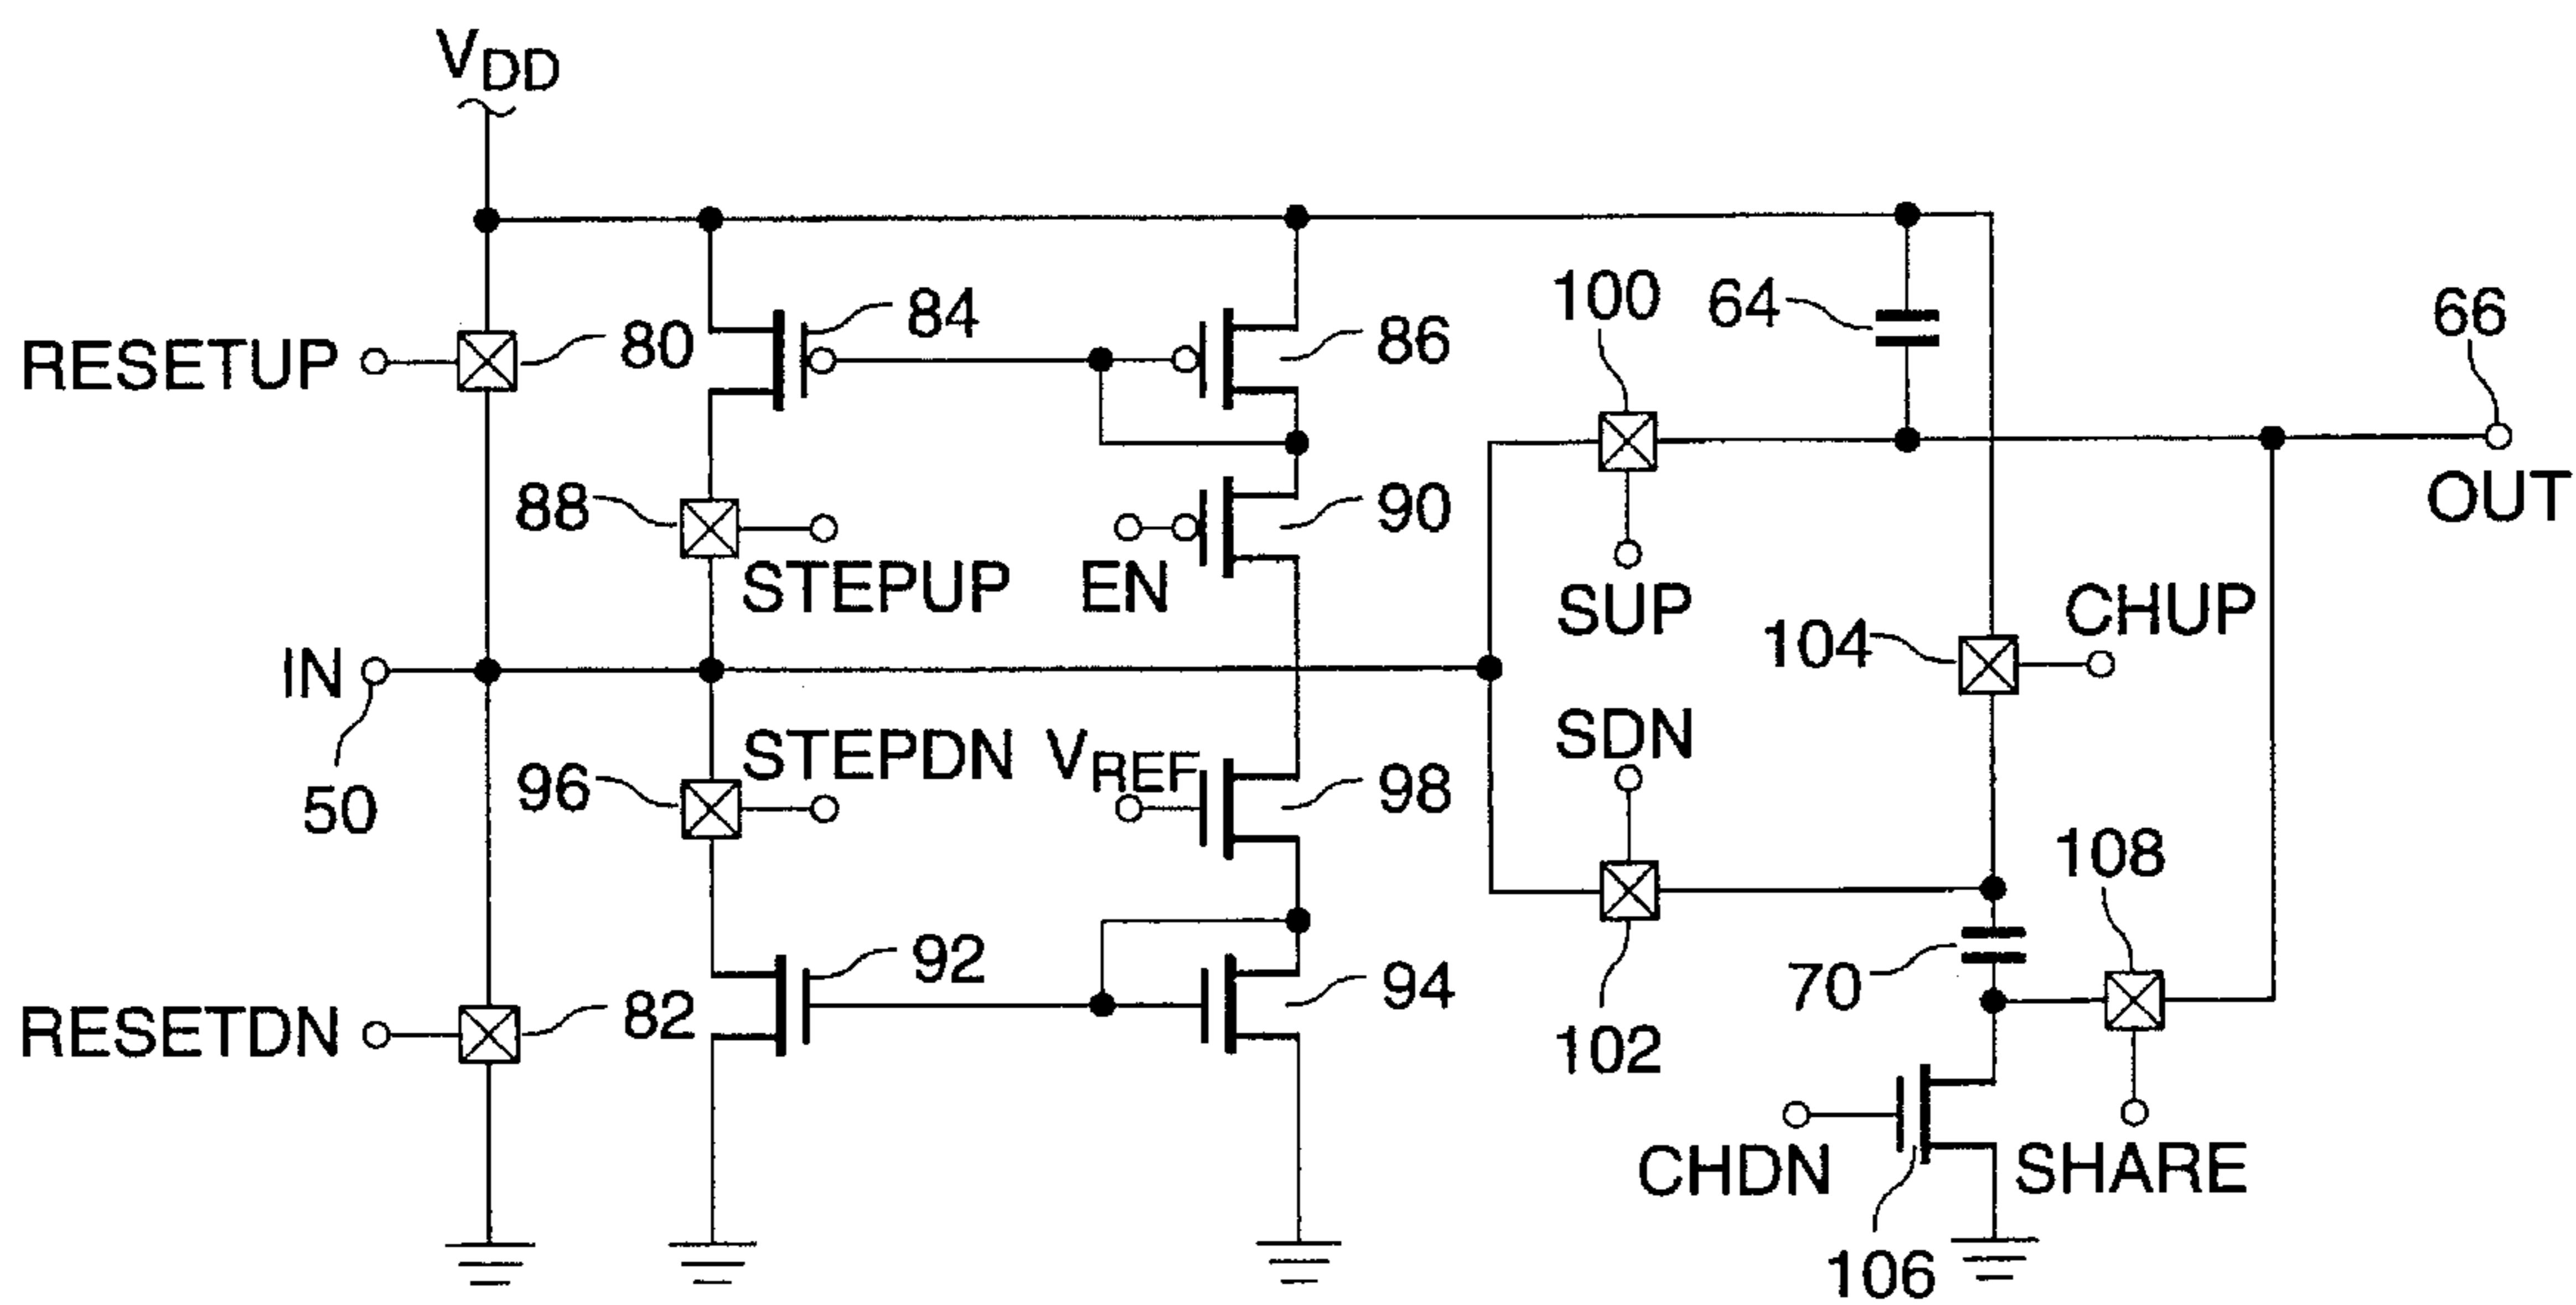 VDD
RESETUP
80
84
86
100
64
66
OUT
88
STEPUP
EN
90
SUP
104
CHUP
IN
50
STEPDN
96
VREF
98
SDN
102
108
70
RESETDN
82
92
94
CHDN
106
SHARE